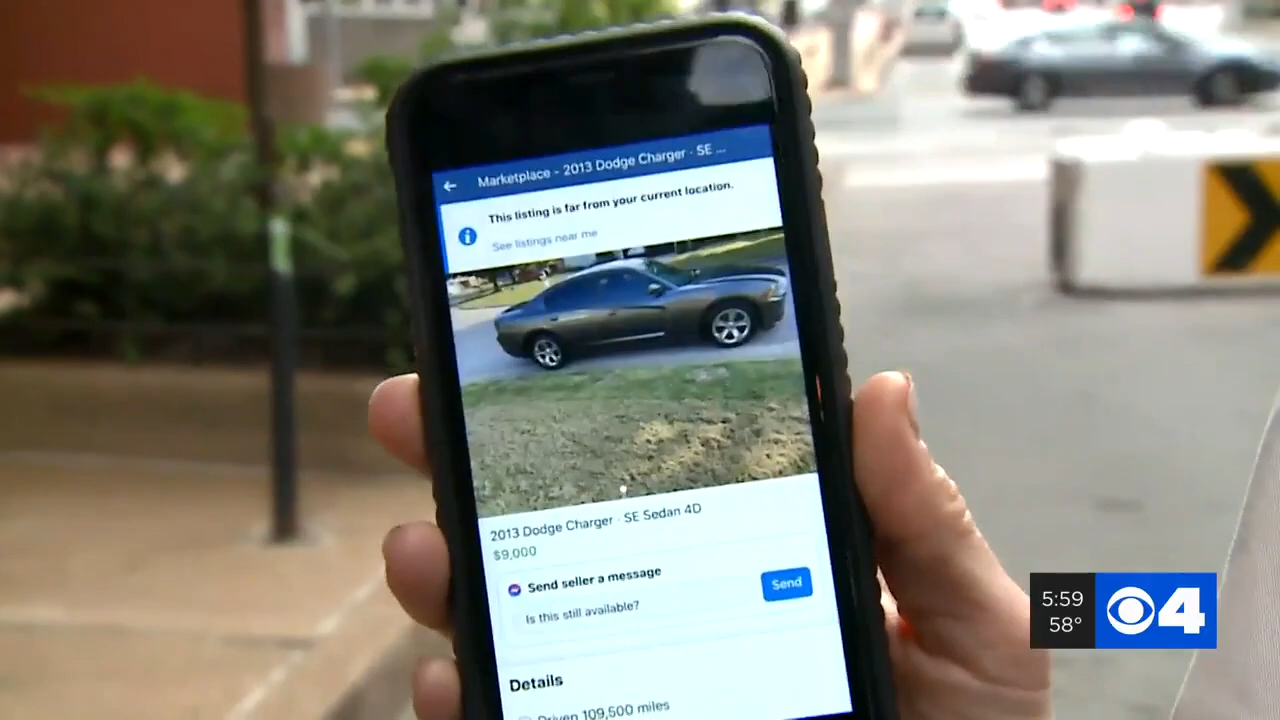 Marketplace - 2013 Dodge Charger · SE ...
This listing is far from your current location.
See listings near me
2013 Dodge Charger · SE Sedan 4D
$9,000
Send seller a message
Send
Is this still available?
Details
Driven 109,500 miles
5:59
58°
4